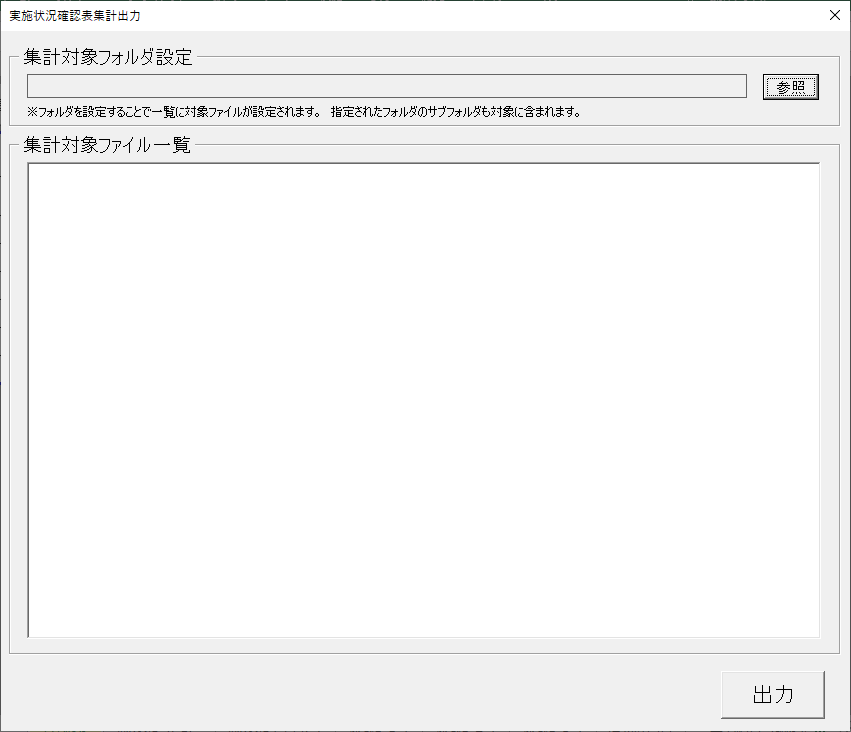 実施状況確認表集計出力
集計対象フォルダ設定
参照
※フォルダを設定することで一覧に対象ファイルが設定されます。 指定されたフォルダのサブフォルダも対象に含まれます。
集計対象ファイル一覧
出力